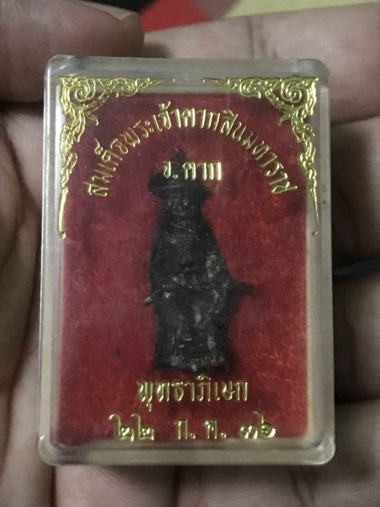 สมเด็จพระเจ้าตากสินมหาราช
จ.ตาก
พุทธาภิเษก
๒๒ ก.ค. ๓๖